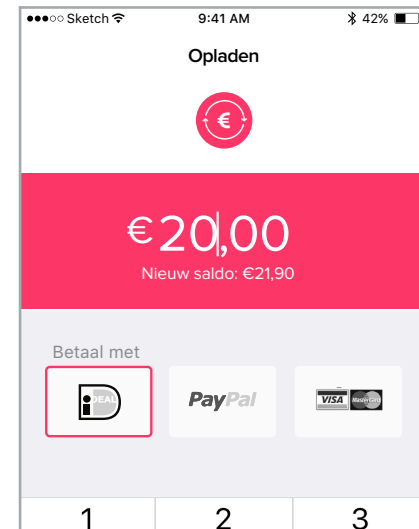 Sketch 9:41 AM 42%
Opladen
€
€20,00
Nieuw saldo: €21,90
Betaal met
iDEAL PayPal VISA MasterCard
1 2 3